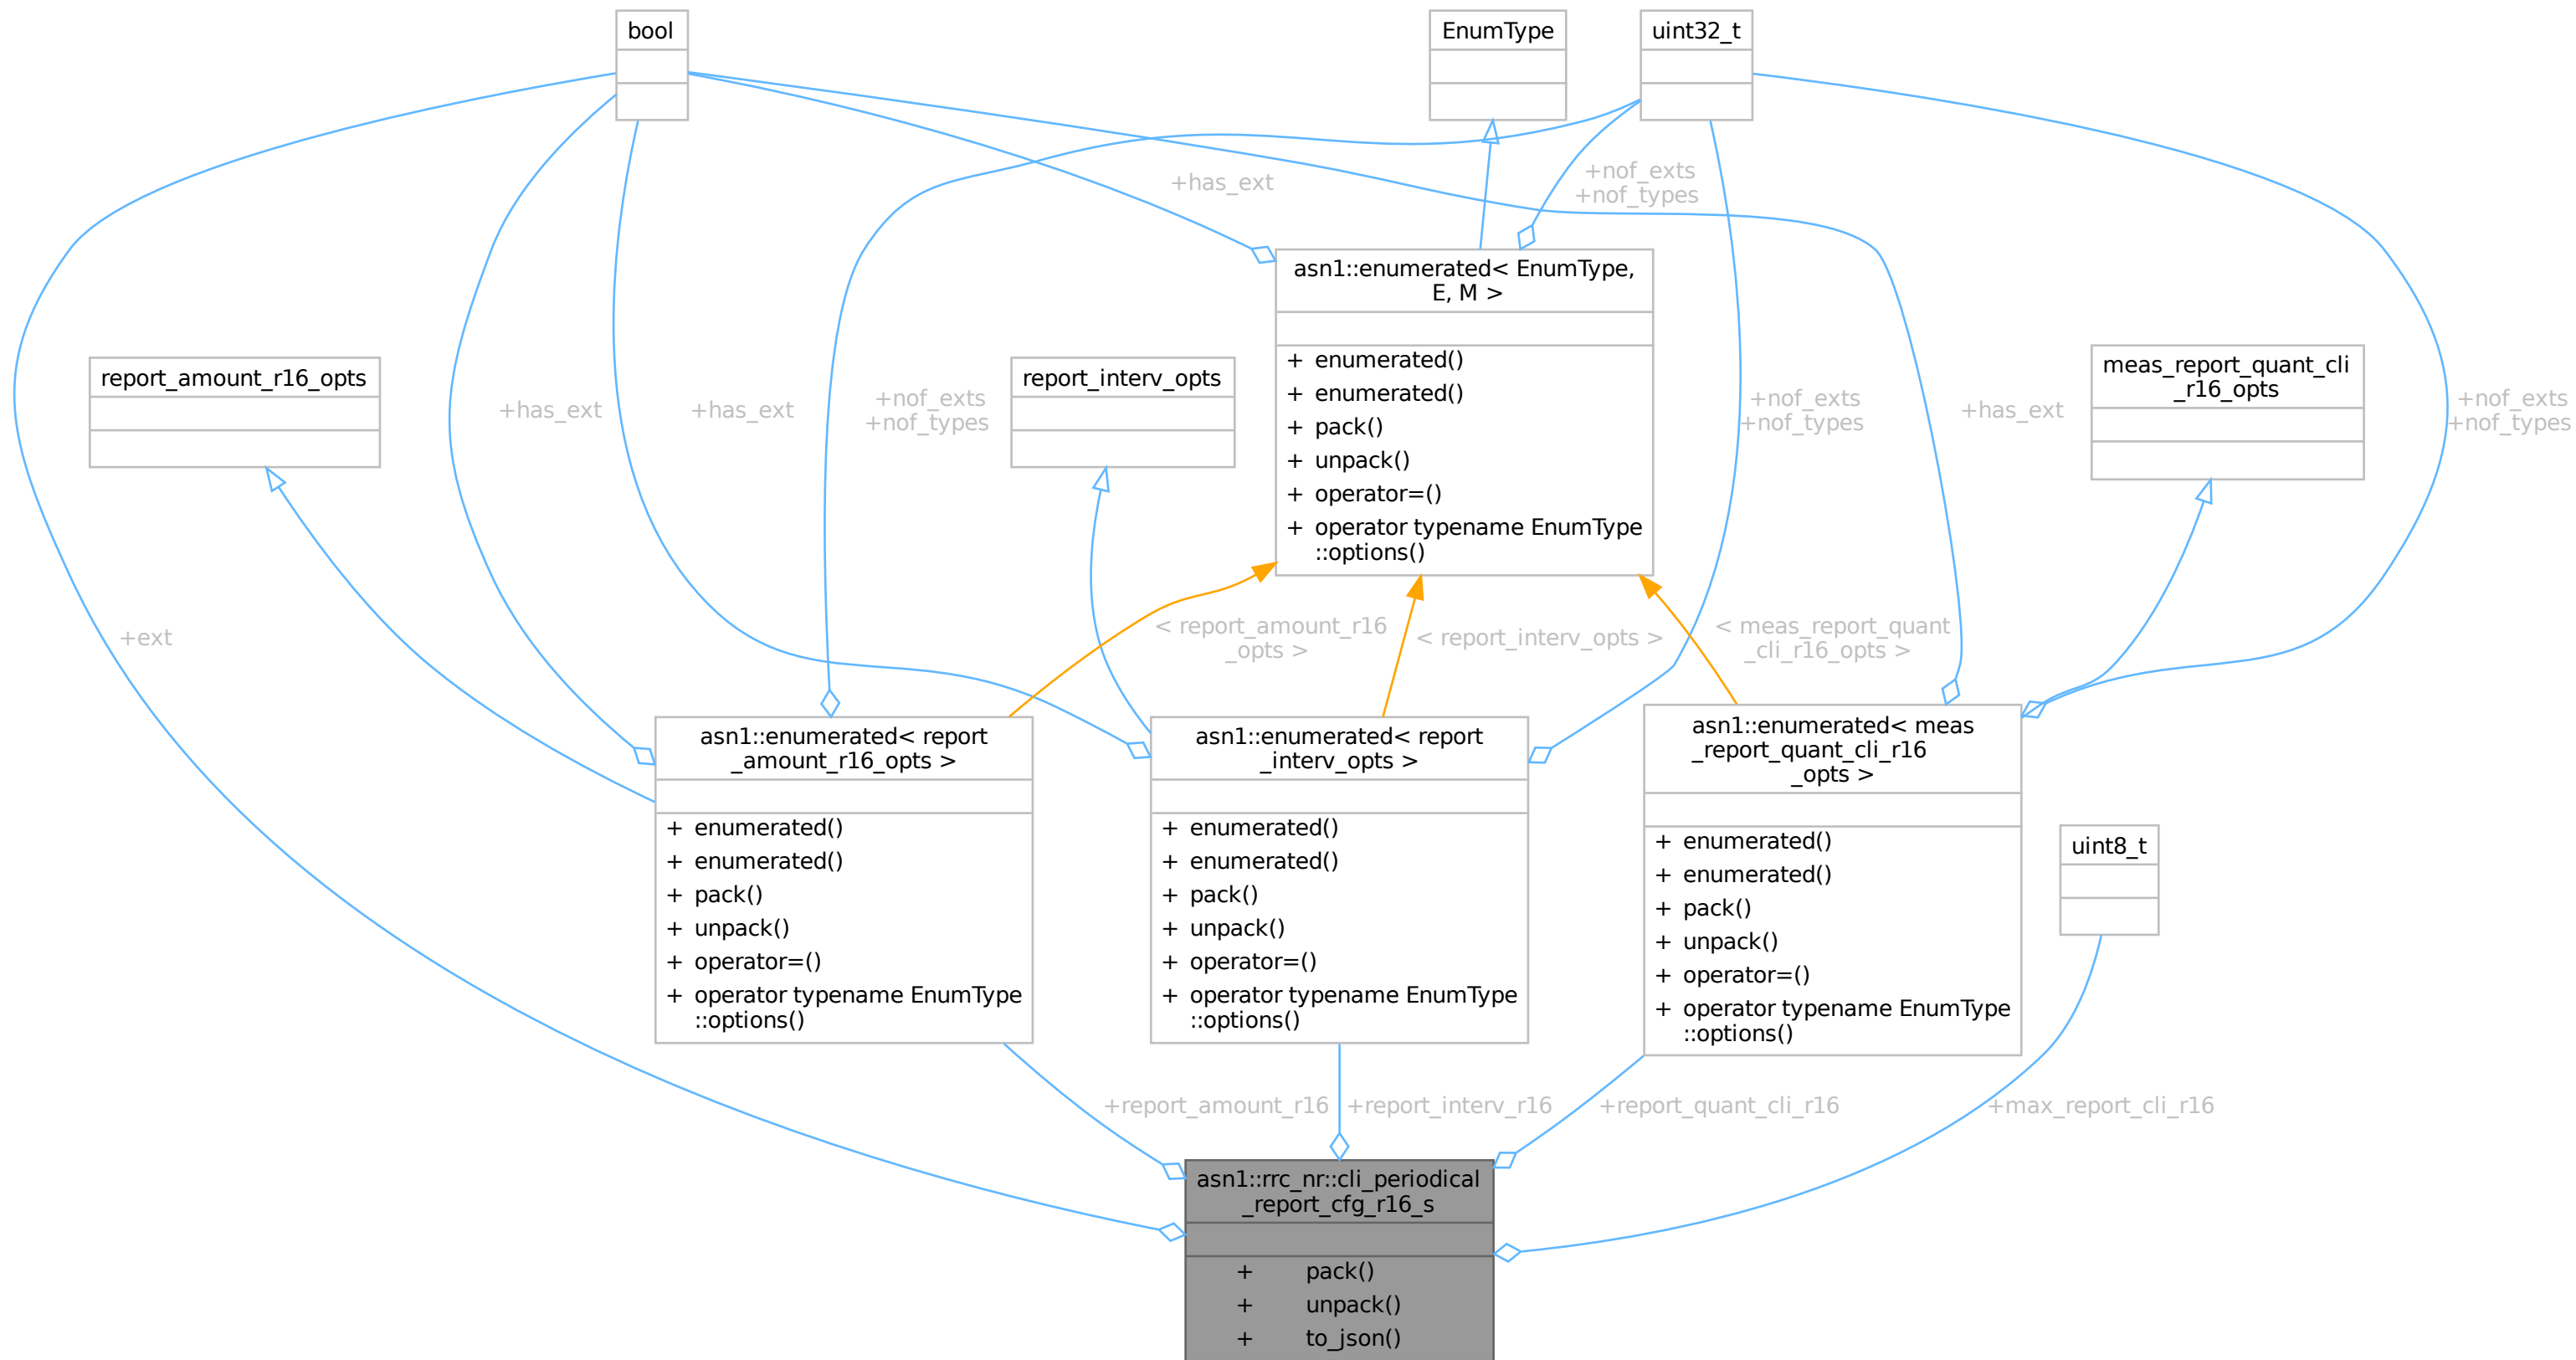 bool
EnumType
uint32_t
+has_ext
+nof_exts
+nof_types
asn1::enumerated< EnumType,
E, M >
+ enumerated()
+ enumerated()
+ pack()
+ unpack()
+ operator=()
+ operator typename EnumType
::options()
report_amount_r16_opts
+has_ext
+has_ext
+nof_exts
+nof_types
report_interv_opts
+nof_exts
+nof_types
+has_ext
meas_report_quant_cli
_r16_opts
+nof_exts
+nof_types
+ext
< report_amount_r16
_opts >
< report_interv_opts >
< meas_report_quant
_cli_r16_opts >
asn1::enumerated< report
_amount_r16_opts >
+ enumerated()
+ enumerated()
+ pack()
+ unpack()
+ operator=()
+ operator typename EnumType
::options()
asn1::enumerated< report
_interv_opts >
+ enumerated()
+ enumerated()
+ pack()
+ unpack()
+ operator=()
+ operator typename EnumType
::options()
asn1::enumerated< meas
_report_quant_cli_r16
_opts >
+ enumerated()
+ enumerated()
+ pack()
+ unpack()
+ operator=()
+ operator typename EnumType
::options()
uint8_t
+report_amount_r16
+report_interv_r16
+report_quant_cli_r16
+max_report_cli_r16
asn1::rrc_nr::cli_periodical
_report_cfg_r16_s
+ pack()
+ unpack()
+ to_json()